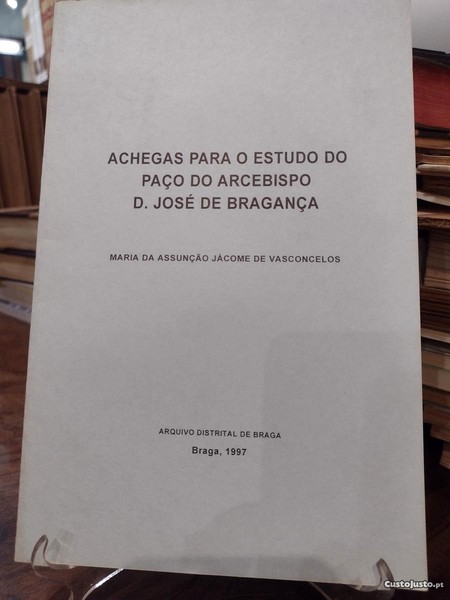 ACHEGAS PARA O ESTUDO DO
PAÇO DO ARCEBISPO
D. JOSÉ DE BRAGANÇA
MARIA DA ASSUNÇÃO JÁCOME DE VASCONCELOS
ARQUIVO DISTRITAL DE BRAGA
Braga, 1997
CustoJusto.pt